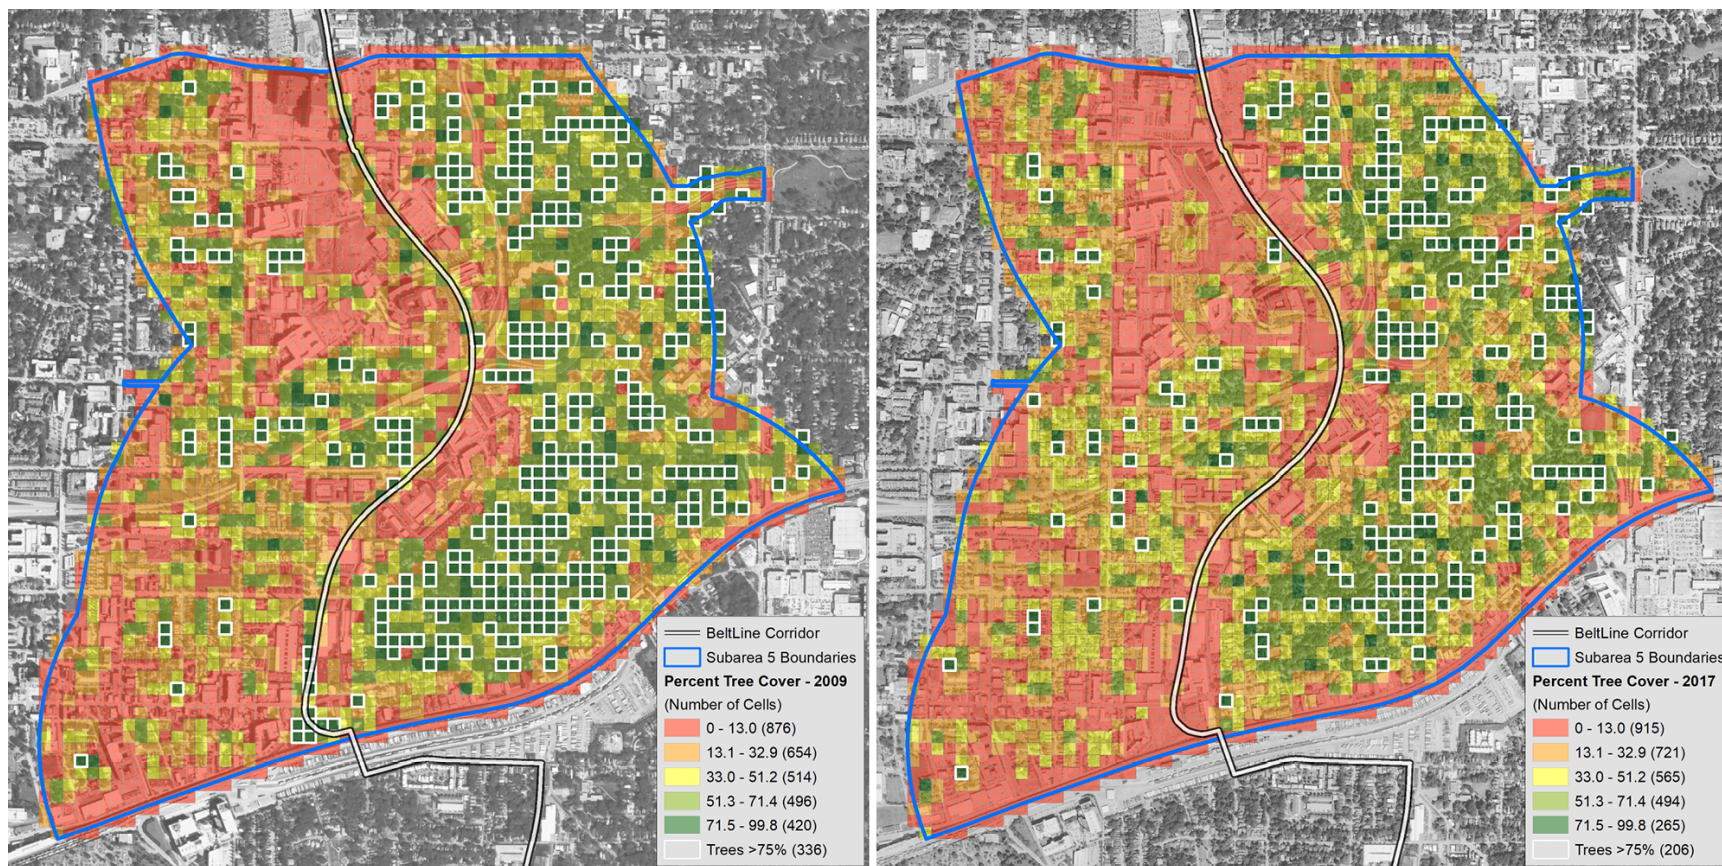 BeltLine Corridor
Subarea 5 Boundaries
Percent Tree Cover - 2009
(Number of Cells)
0 - 13.0 (876)
13.1 - 32.9 (654)
33.0 - 51.2 (514)
51.3 - 71.4 (496)
71.5 - 99.8 (420)
Trees >75% (336)
BeltLine Corridor
Subarea 5 Boundaries
Percent Tree Cover - 2017
(Number of Cells)
0 - 13.0 (915)
13.1 - 32.9 (721)
33.0 - 51.2 (565)
51.3 - 71.4 (494)
71.5 - 99.8 (265)
Trees >75% (206)